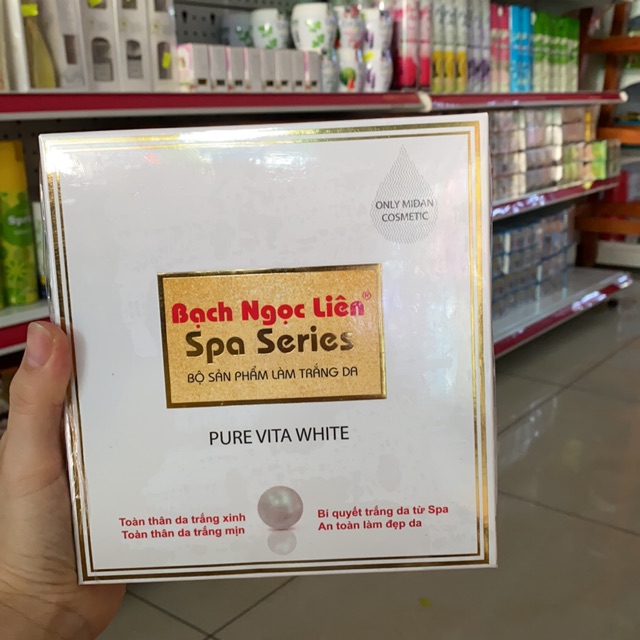 ONLY MIDAN
COSMETIC
Bạch Ngọc Liên®
Spa Series
BỘ SẢN PHẨM LÀM TRẮNG DA
PURE VITA WHITE
Toàn thân da trắng xinh
Toàn thân da trắng mịn
Bí quyết trắng da từ Spa
An toàn làm đẹp da